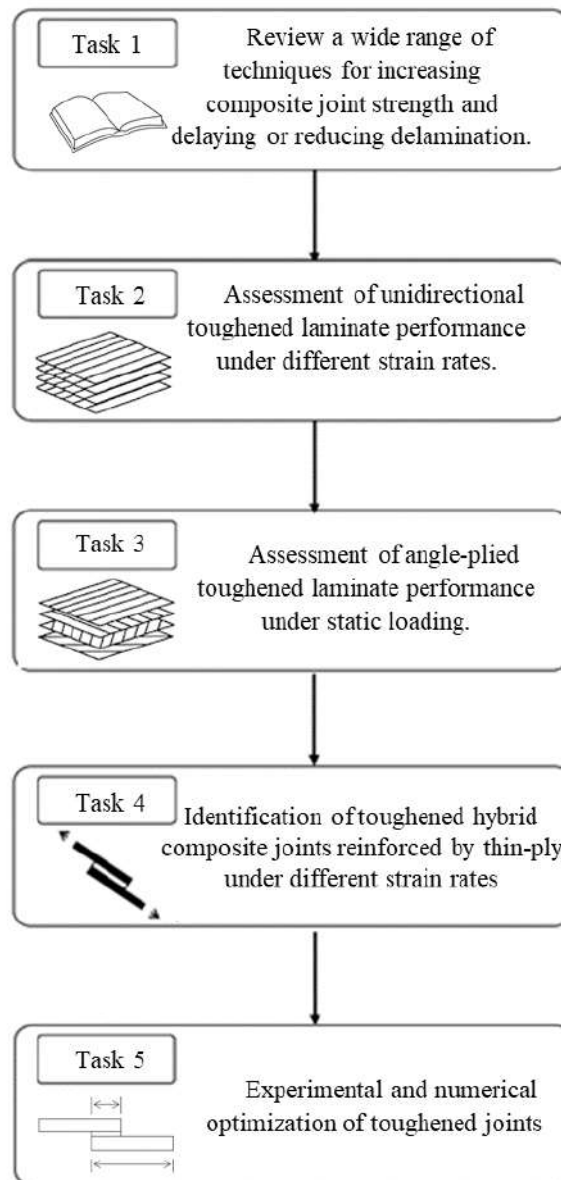 Task 1
Review a wide range of
techniques for increasing
composite joint strength and
delaying or reducing delamination.
Task 2
Assessment of unidirectional
toughened laminate performance
under different strain rates.
Task 3
Assessment of angle-plied
toughened laminate performance
under static loading.
Task 4
Identification of toughened hybrid
composite joints reinforced by thin-ply
under different strain rates
Task 5
Experimental and numerical
optimization of toughened joints